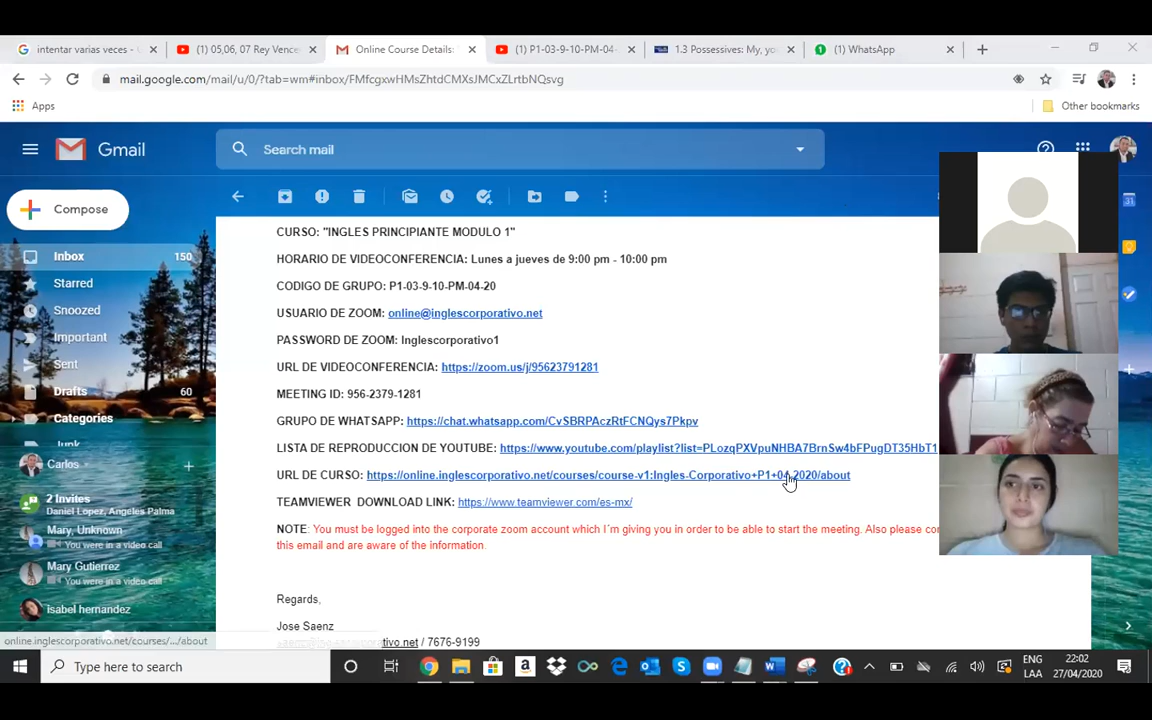 intentar varias veces -
(1) 05,06, 07 Rey Vence
Online Course Details:
(1) P1-03-9-10-PM-04-
1.3 Possessives: My, yo
(1) WhatsApp
mail.google.com/mail/u/0/?tab=wm#inbox/FMfcgxwHMsZhtdCMXsJMCxZLrtbNQsvg
Apps
Other bookmarks
Gmail
Search mail
Compose
Inbox 150
Starred
Snoozed
Important
Sent
Drafts 60
Categories
Junk
Carlos
2 Invites
Daniel Lopez, Angeles Palma
Mary, Unknown
You were in a video call
Mary Gutierrez
You were in a video call
isabel hernandez
CURSO: "INGLES PRINCIPIANTE MODULO 1"
HORARIO DE VIDEOCONFERENCIA: Lunes a jueves de 9:00 pm - 10:00 pm
CODIGO DE GRUPO: P1-03-9-10-PM-04-20
USUARIO DE ZOOM: online@inglescorporativo.net
PASSWORD DE ZOOM: Inglescorporativo1
URL DE VIDEOCONFERENCIA: https://zoom.us/j/95623791281
MEETING ID: 956-2379-1281
GRUPO DE WHATSAPP: https://chat.whatsapp.com/CvSBRPAczRtFCNQys7Pkpv
LISTA DE REPRODUCCION DE YOUTUBE: https://www.youtube.com/playlist?list=PLozqPXVpuNHBA7BrnSw4bFPugDT35HbT1
URL DE CURSO: https://online.inglescorporativo.net/courses/course-v1:Ingles-Corporativo+P1+04-2020/about
TEAMVIEWER DOWNLOAD LINK: https://www.teamviewer.com/es-mx/
NOTE: You must be logged into the corporate zoom account which I´m giving you in order to be able to start the meeting. Also please co
this email and are aware of the information.
Regards,
Jose Saenz
ativo.net / 7676-9199
online.inglescorporativo.net/courses/.../about
31
Type here to search
ENG
LAA
22:02
27/04/2020